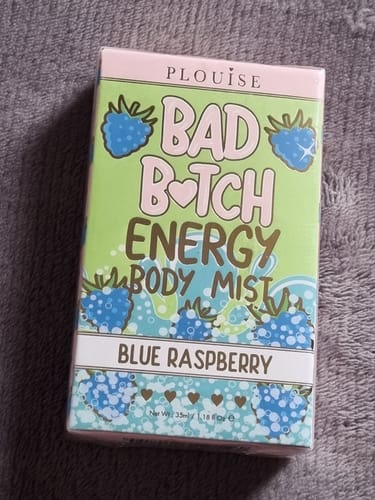 PLOUISE
BAD
B♥TCH
ENERGY
BODY MIST
BLUE RASPBERRY
Net Wt. 35ml / 1.18 fl Oz ℮